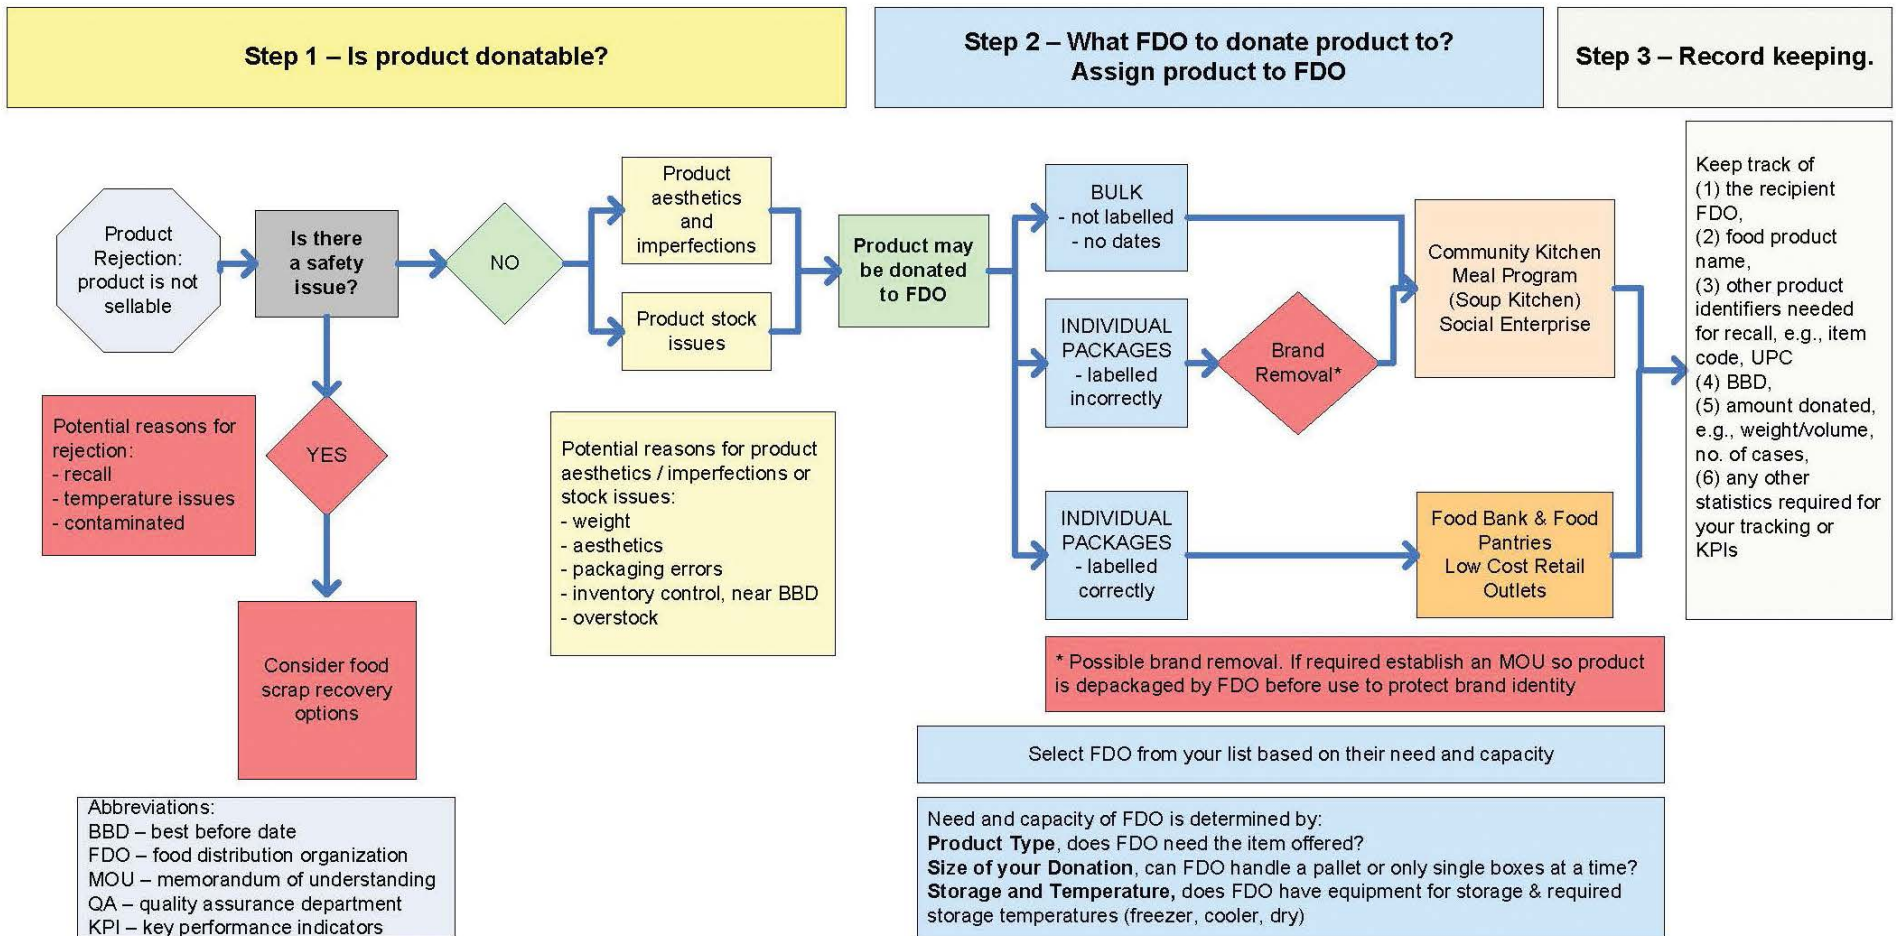 Step 1 – Is product donatable?
Step 2 – What FDO to donate product to?
Assign product to FDO
Step 3 – Record keeping.
Product
Rejection:
product is not
sellable
Is there
a safety
issue?
NO
Product
aesthetics
and
imperfections
Product stock
issues
Product may
be donated
to FDO
BULK
- not labelled
- no dates
INDIVIDUAL
PACKAGES
- labelled
incorrectly
Brand
Removal*
Community Kitchen
Meal Program
(Soup Kitchen)
Social Enterprise
INDIVIDUAL
PACKAGES
- labelled
correctly
Food Bank & Food
Pantries
Low Cost Retail
Outlets
Keep track of
(1) the recipient
FDO,
(2) food product
name,
(3) other product
identifiers needed
for recall, e.g., item
code, UPC
(4) BBD,
(5) amount donated,
e.g., weight/volume,
no. of cases,
(6) any other
statistics required for
your tracking or
KPIs
Potential reasons for
rejection:
- recall
- temperature issues
- contaminated
YES
Consider food
scrap recovery
options
Potential reasons for product
aesthetics / imperfections or
stock issues:
- weight
- aesthetics
- packaging errors
- inventory control, near BBD
- overstock
* Possible brand removal. If required establish an MOU so product
is depackaged by FDO before use to protect brand identity
Select FDO from your list based on their need and capacity
Abbreviations:
BBD – best before date
FDO – food distribution organization
MOU – memorandum of understanding
QA – quality assurance department
KPI – key performance indicators
Need and capacity of FDO is determined by:
Product Type, does FDO need the item offered?
Size of your Donation, can FDO handle a pallet or only single boxes at a time?
Storage and Temperature, does FDO have equipment for storage & required
storage temperatures (freezer, cooler, dry)